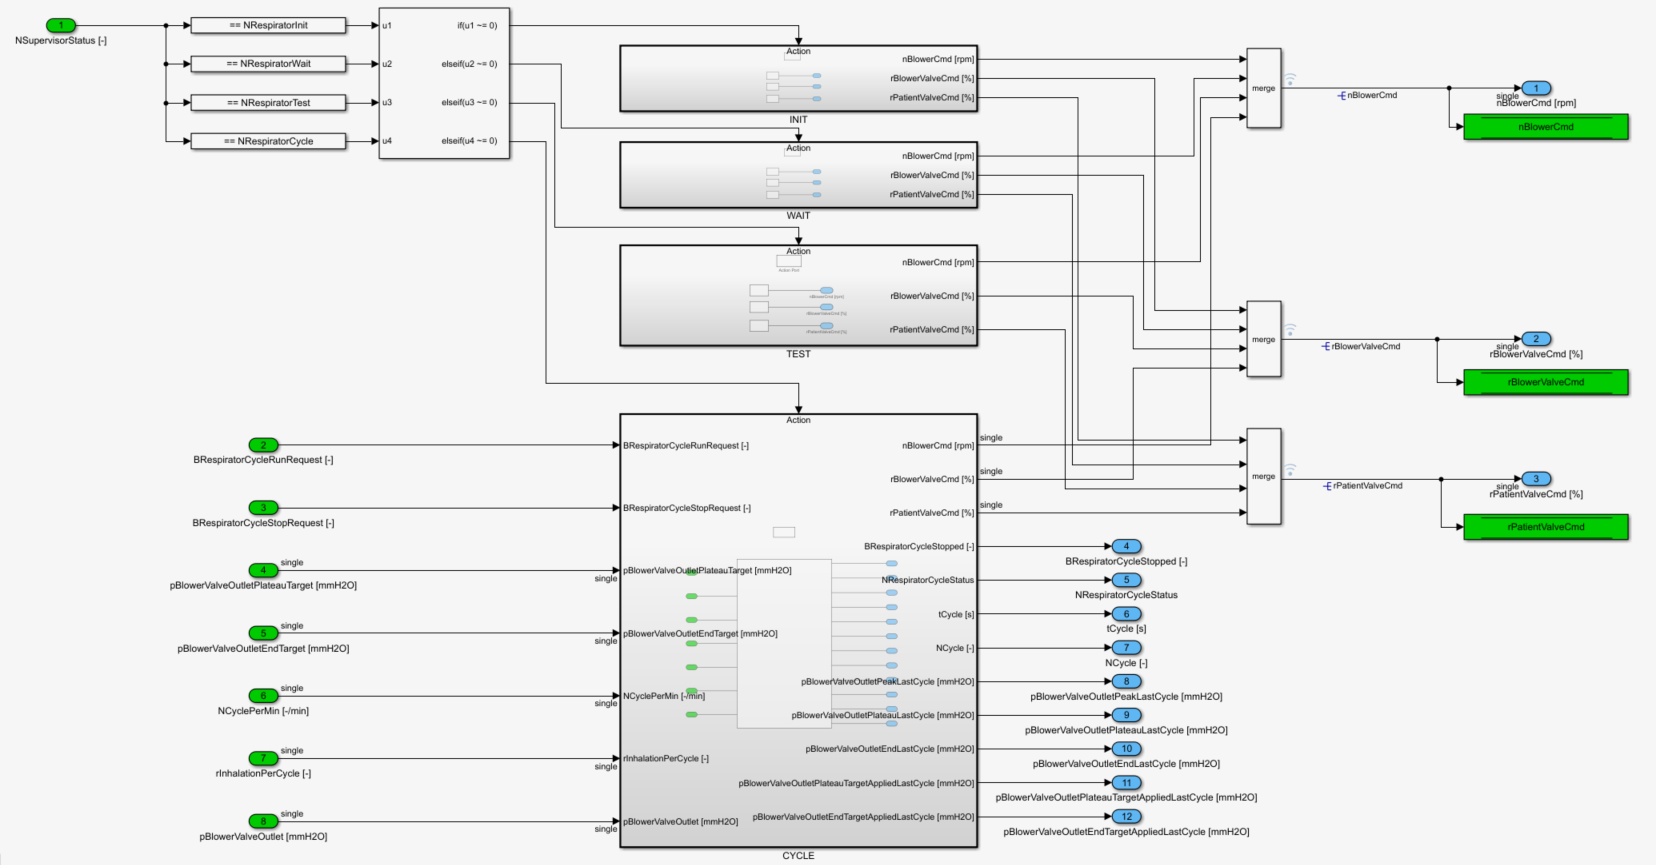 1
NSupervisorStatus [-]
== NRespiratorInit
== NRespiratorWait
== NRespiratorTest
== NRespiratorCycle
u1
u2
u3
u4
if(u1 ~= 0)
elseif(u2 ~= 0)
elseif(u3 ~= 0)
elseif(u4 ~= 0)
Action
nBlowerCmd [rpm]
rBlowerValveCmd [%]
rPatientValveCmd [%]
INIT
Action
nBlowerCmd [rpm]
rBlowerValveCmd [%]
rPatientValveCmd [%]
WAIT
Action
Action Port
nBlowerCmd [rpm]
rBlowerValveCmd [%]
rPatientValveCmd [%]
nBlowerCmd [rpm]
rBlowerValveCmd [%]
rPatientValveCmd [%]
TEST
merge
nBlowerCmd
single
1
nBlowerCmd [rpm]
nBlowerCmd
merge
rBlowerValveCmd
single
2
rBlowerValveCmd [%]
rBlowerValveCmd
merge
rPatientValveCmd
single
3
rPatientValveCmd [%]
rPatientValveCmd
2
BRespiratorCycleRunRequest [-]
3
BRespiratorCycleStopRequest [-]
4
single
single
pBlowerValveOutletPlateauTarget [mmH2O]
5
single
single
pBlowerValveOutletEndTarget [mmH2O]
6
single
single
NCyclePerMin [-/min]
7
single
single
rInhalationPerCycle [-]
8
single
single
pBlowerValveOutlet [mmH2O]
Action
BRespiratorCycleRunRequest [-]
BRespiratorCycleStopRequest [-]
pBlowerValveOutletPlateauTarget [mmH2O]
pBlowerValveOutletEndTarget [mmH2O]
NCyclePerMin [-/min]
rInhalationPerCycle [-]
pBlowerValveOutlet [mmH2O]
nBlowerCmd [rpm]
single
rBlowerValveCmd [%]
single
rPatientValveCmd [%]
single
BRespiratorCycleStopped [-]
NRespiratorCycleStatus
tCycle [s]
NCycle [-]
pBlowerValveOutletPeakLastCycle [mmH2O]
pBlowerValveOutletPlateauLastCycle [mmH2O]
pBlowerValveOutletEndLastCycle [mmH2O]
pBlowerValveOutletPlateauTargetAppliedLastCycle [mmH2O]
pBlowerValveOutletEndTargetAppliedLastCycle [mmH2O]
CYCLE
4
BRespiratorCycleStopped [-]
5
NRespiratorCycleStatus
6
tCycle [s]
7
NCycle [-]
8
pBlowerValveOutletPeakLastCycle [mmH2O]
9
pBlowerValveOutletPlateauLastCycle [mmH2O]
10
pBlowerValveOutletEndLastCycle [mmH2O]
11
pBlowerValveOutletPlateauTargetAppliedLastCycle [mmH2O]
12
pBlowerValveOutletEndTargetAppliedLastCycle [mmH2O]